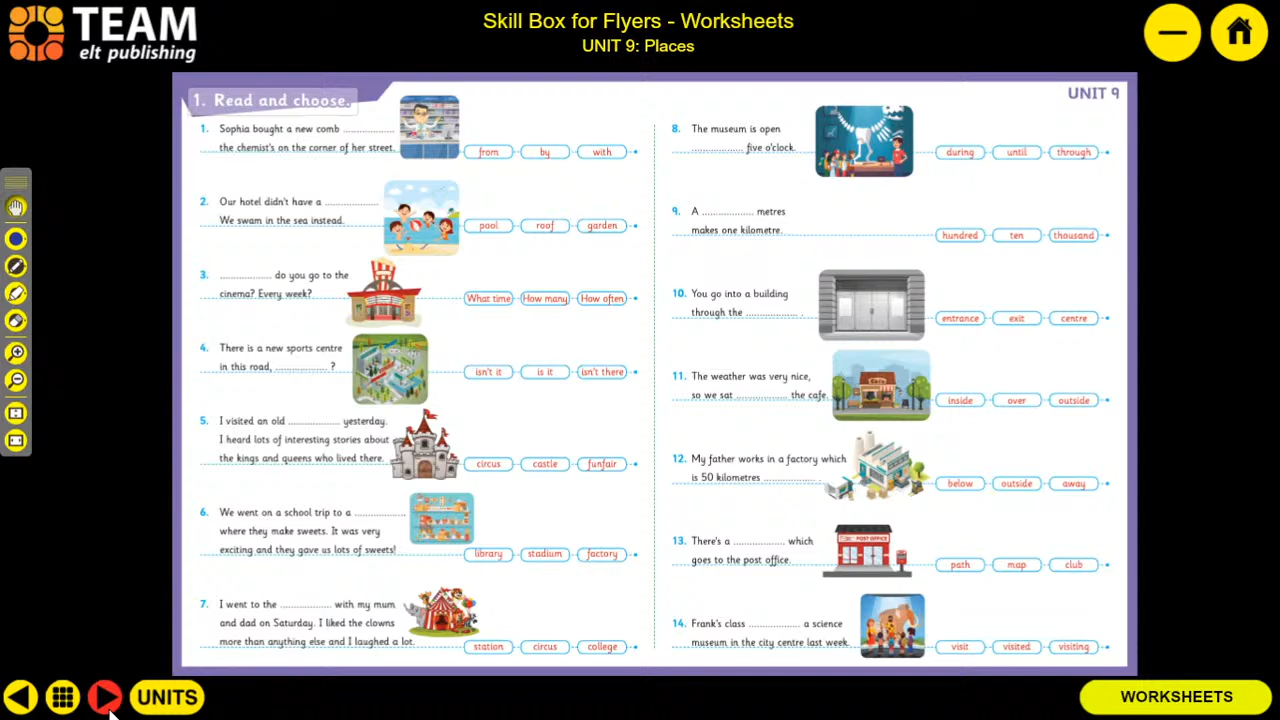 TEAM
elt publishing
Skill Box for Flyers - Worksheets
UNIT 9: Places
UNIT 9
1. Read and choose.
1. Sophia bought a new comb ..................
the chemist's on the corner of her street.
from by with
2. Our hotel didn't have a ..................
We swam in the sea instead.
pool roof garden
3. .................. do you go to the
cinema? Every week?
What time How many How often
4. There is a new sports centre
in this road, .................. ?
isn't it is it isn't there
5. I visited an old .................. yesterday.
I heard lots of interesting stories about
the kings and queens who lived there.
circus castle funfair
6. We went on a school trip to a ..................
where they make sweets. It was very
exciting and they gave us lots of sweets!
library stadium factory
7. I went to the .................. with my mum
and dad on Saturday. I liked the clowns
more than anything else and I laughed a lot.
station circus college
8. The museum is open
.................. five o'clock.
during until through
9. A .................. metres
makes one kilometre.
hundred ten thousand
10. You go into a building
through the .................. .
entrance exit centre
11. The weather was very nice,
so we sat .................. the cafe.
Cafe
inside over outside
12. My father works in a factory which
is 50 kilometres .................. .
below outside away
13. There's a .................. which
goes to the post office.
POST OFFICE
path map club
14. Frank's class .................. a science
museum in the city centre last week.
visit visited visiting
UNITS
WORKSHEETS